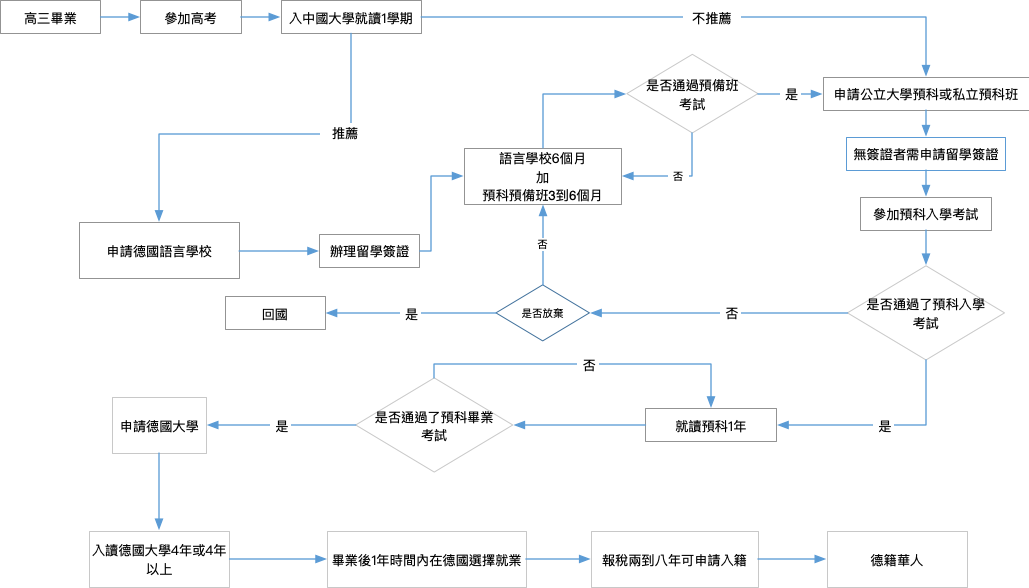 高三畢業
參加高考
入中國大學就讀1學期
不推薦
推薦
是否通過預備班
考試
是
申請公立大學預科或私立預科班
無簽證者需申請留學簽證
語言學校6個月
加
預科預備班3到6個月
否
參加預科入學考試
申請德國語言學校
辦理留學簽證
否
是否通過了預科入學
考試
回國
是
是否放棄
否
否
是否通過了預科畢業
考試
就讀預科1年
是
申請德國大學
是
入讀德國大學4年或4年
以上
畢業後1年時間內在德國選擇就業
報稅兩到八年可申請入籍
德籍華人